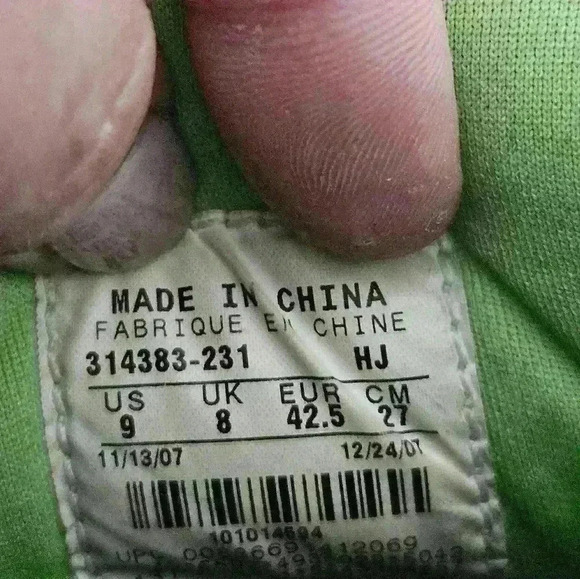 MADE IN CHINA
FABRIQUE EN CHINE
314383-231 HJ
US UK EUR CM
9 8 42.5 27
11/13/07 12/24/07